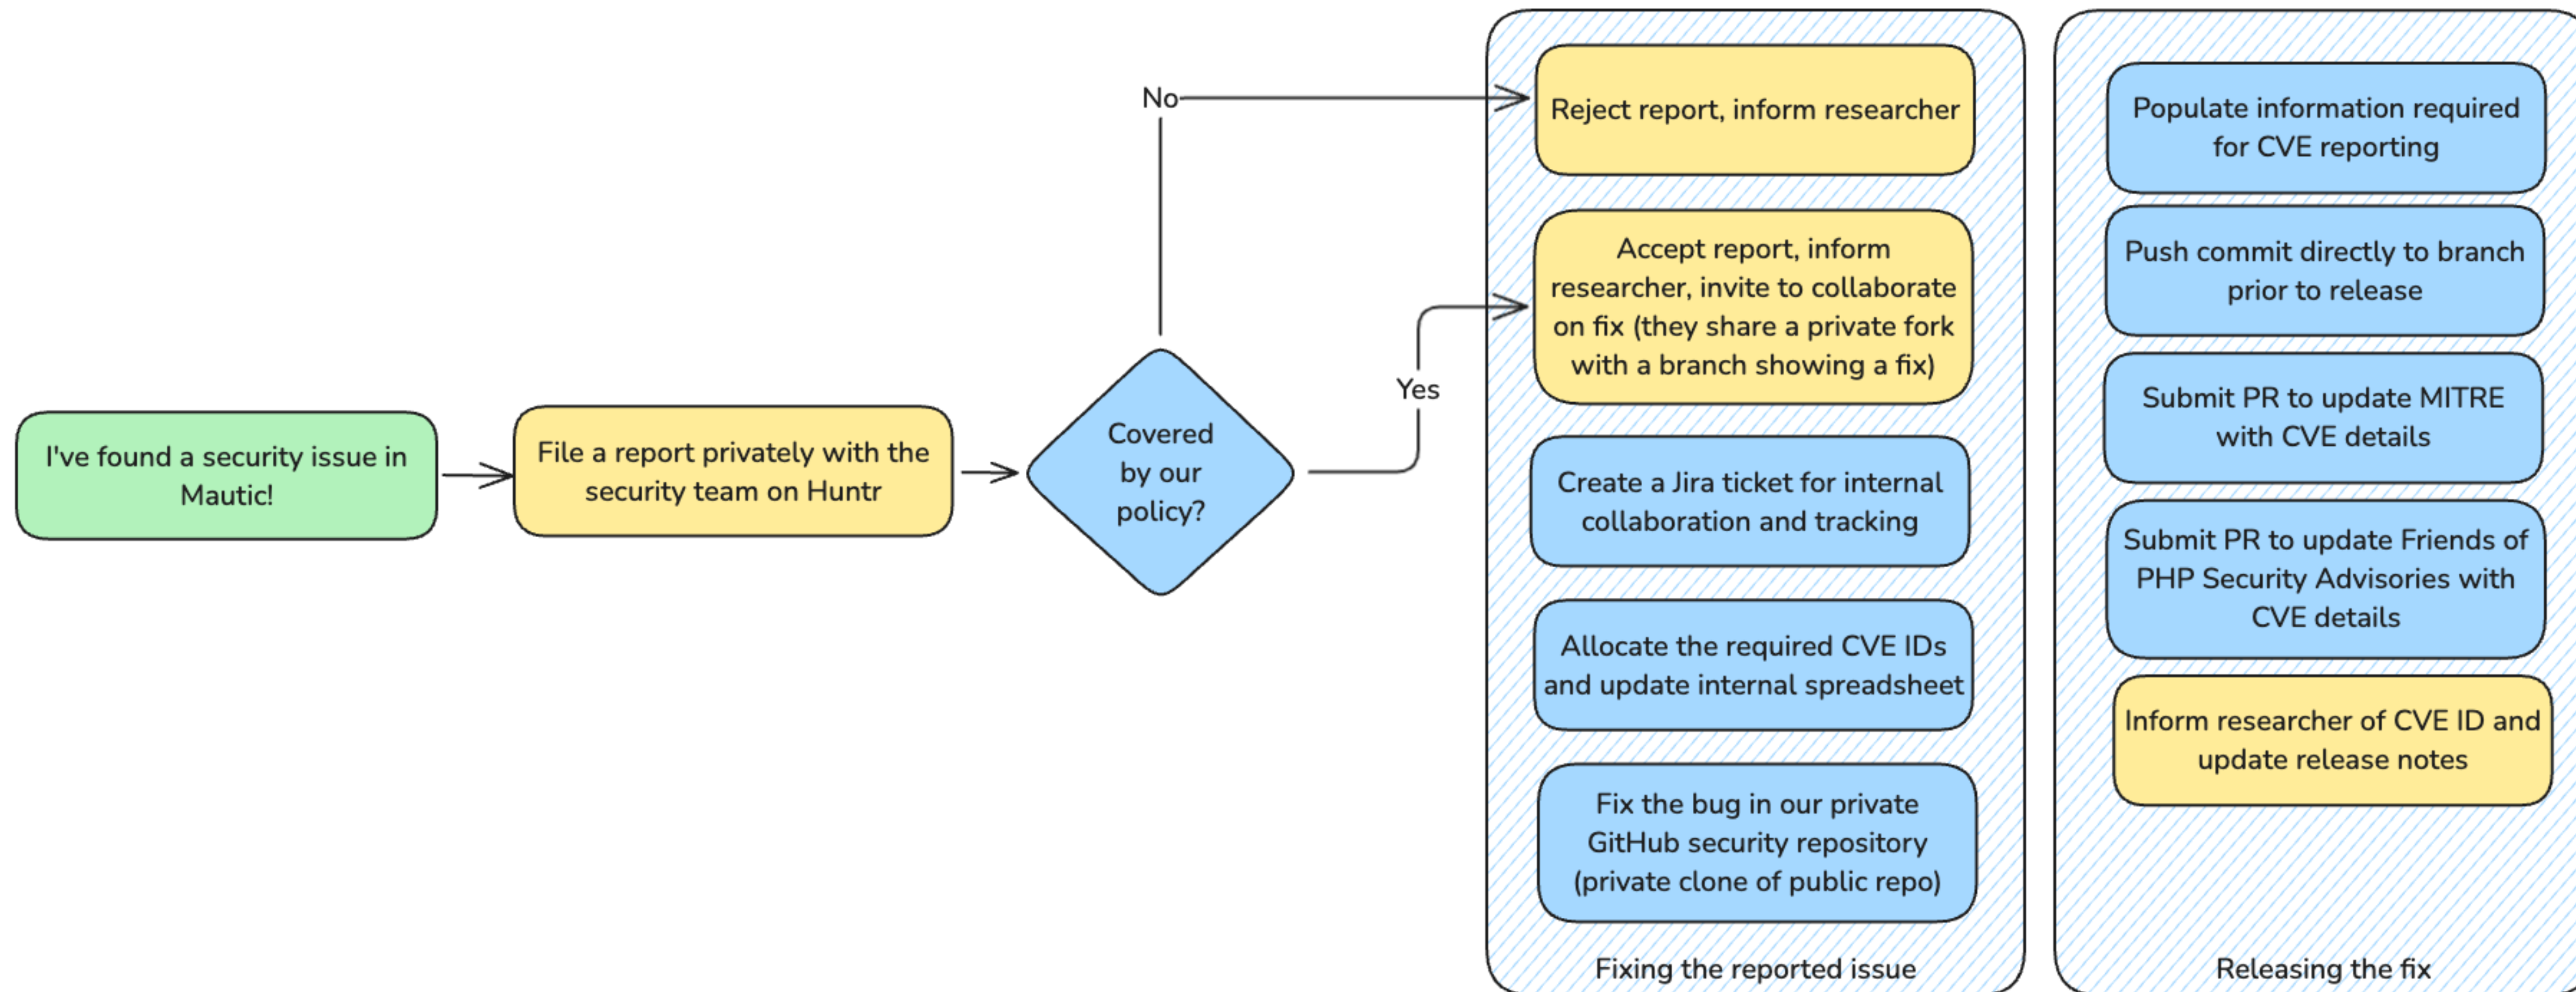 I've found a security issue in
Mautic!
File a report privately with the
security team on Huntr
Covered
by our
policy?
No
Yes
Reject report, inform researcher
Accept report, inform
researcher, invite to collaborate
on fix (they share a private fork
with a branch showing a fix)
Create a Jira ticket for internal
collaboration and tracking
Allocate the required CVE IDs
and update internal spreadsheet
Fix the bug in our private
GitHub security repository
(private clone of public repo)
Fixing the reported issue
Populate information required
for CVE reporting
Push commit directly to branch
prior to release
Submit PR to update MITRE
with CVE details
Submit PR to update Friends of
PHP Security Advisories with
CVE details
Inform researcher of CVE ID and
update release notes
Releasing the fix